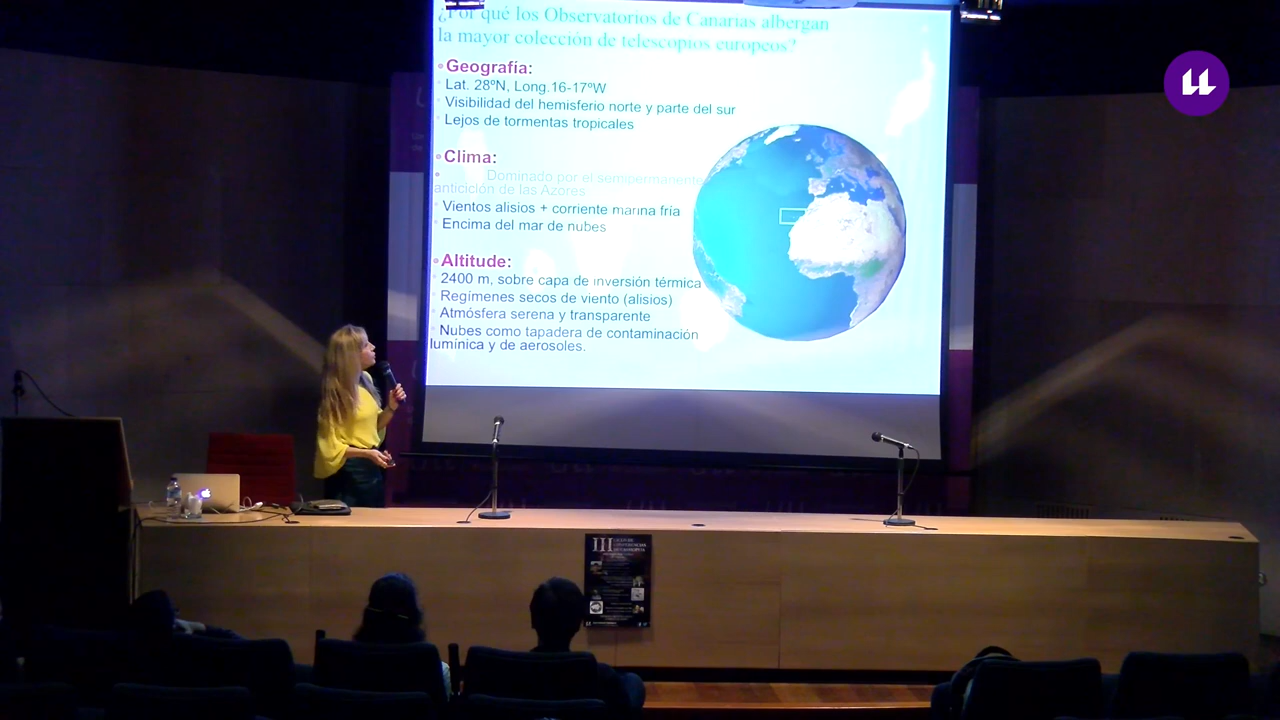 ¿Por qué los Observatorios de Canarias albergan
la mayor colección de telescopios europeos?
•Geografía:
Lat. 28ºN, Long.16-17ºW
Visibilidad del hemisferio norte y parte del sur
Lejos de tormentas tropicales
•Clima:
• Dominado por el semipermanente
anticiclón de las Azores
Vientos alisios + corriente marina fría
Encima del mar de nubes
•Altitude:
2400 m, sobre capa de inversión térmica
Regímenes secos de viento (alisios)
Atmósfera serena y transparente
Nubes como tapadera de contaminación
lumínica y de aerosoles.
III